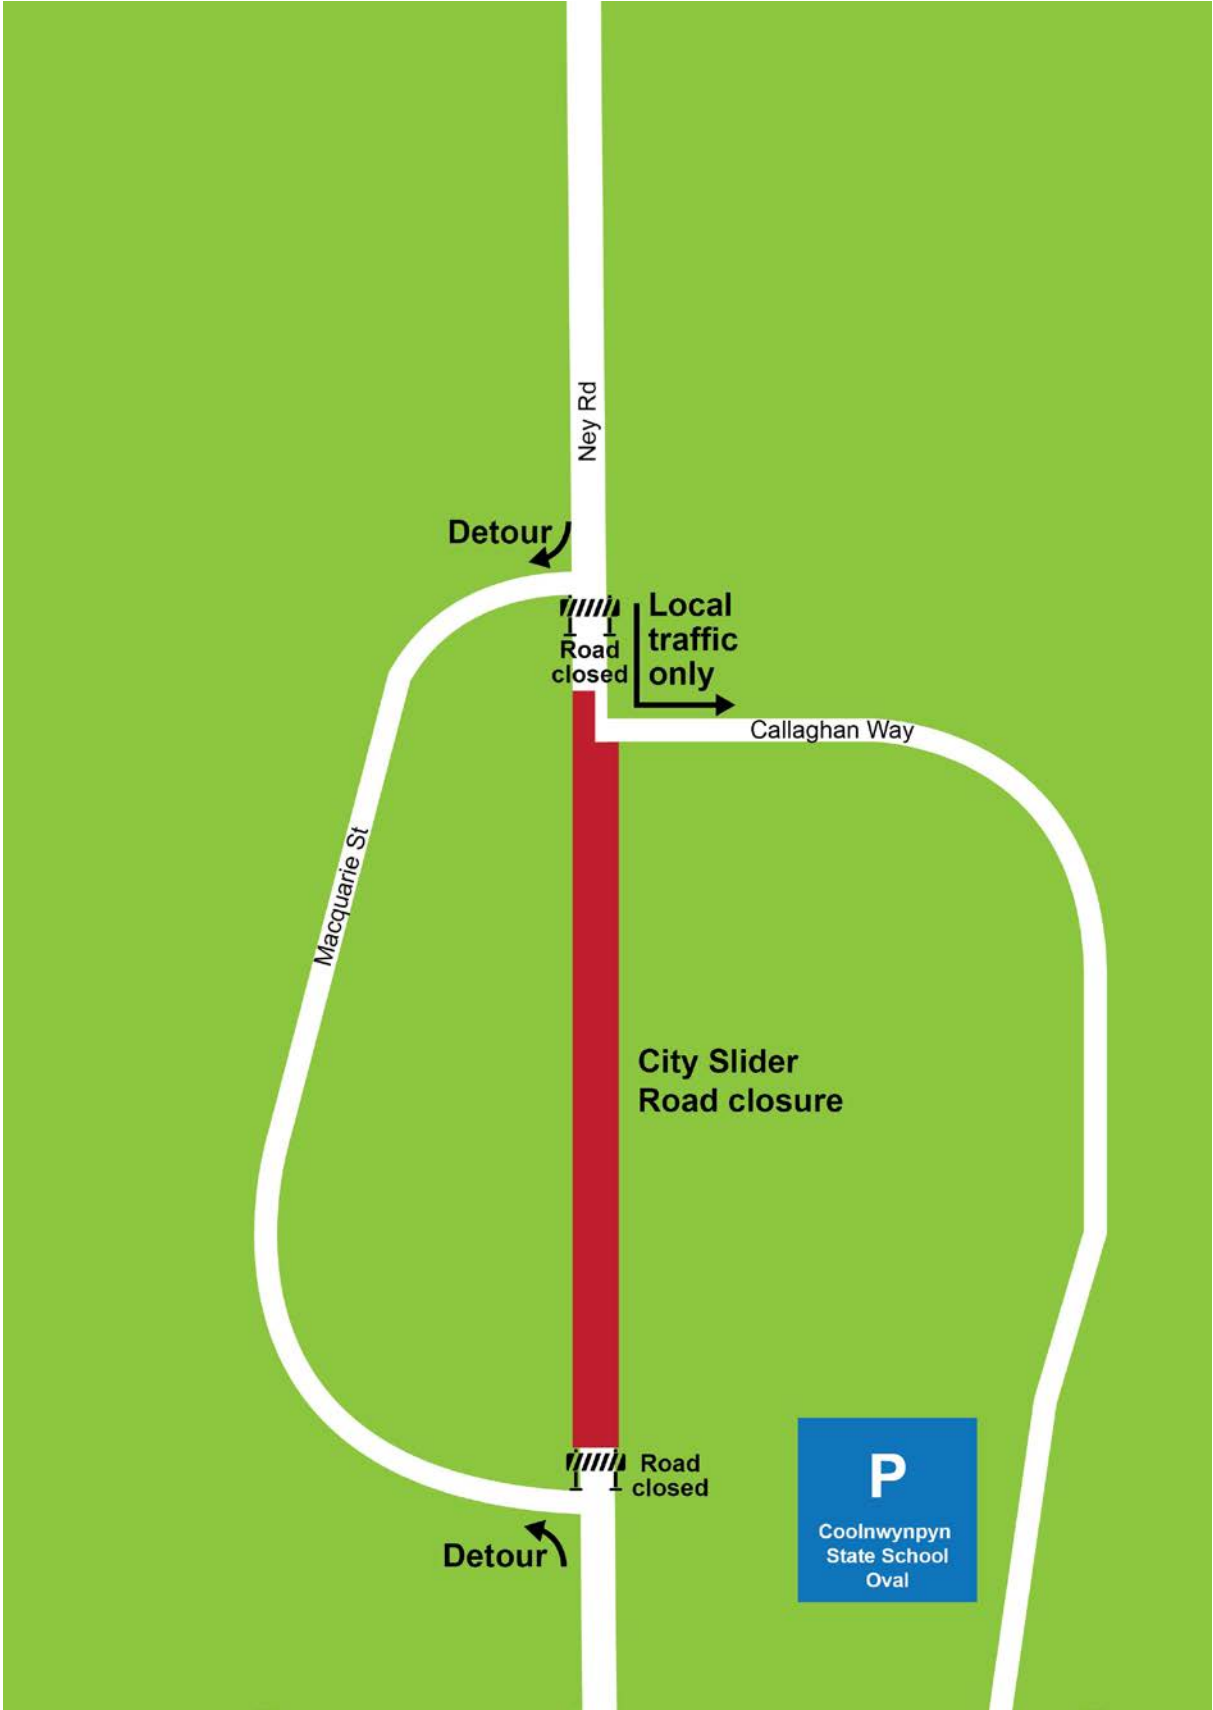 Ney Rd
Detour
Local
traffic
only
Road
closed
Callaghan Way
Macquarie St
City Slider
Road closure
Road
closed
P
Coolnwynpyn
State School
Oval
Detour